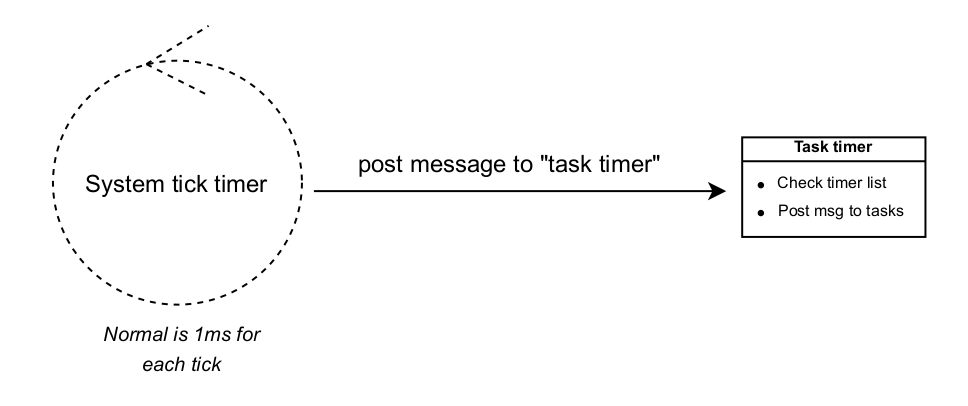 System tick timer
post message to "task timer"
Task timer
• Check timer list
• Post msg to tasks
Normal is 1ms for
each tick